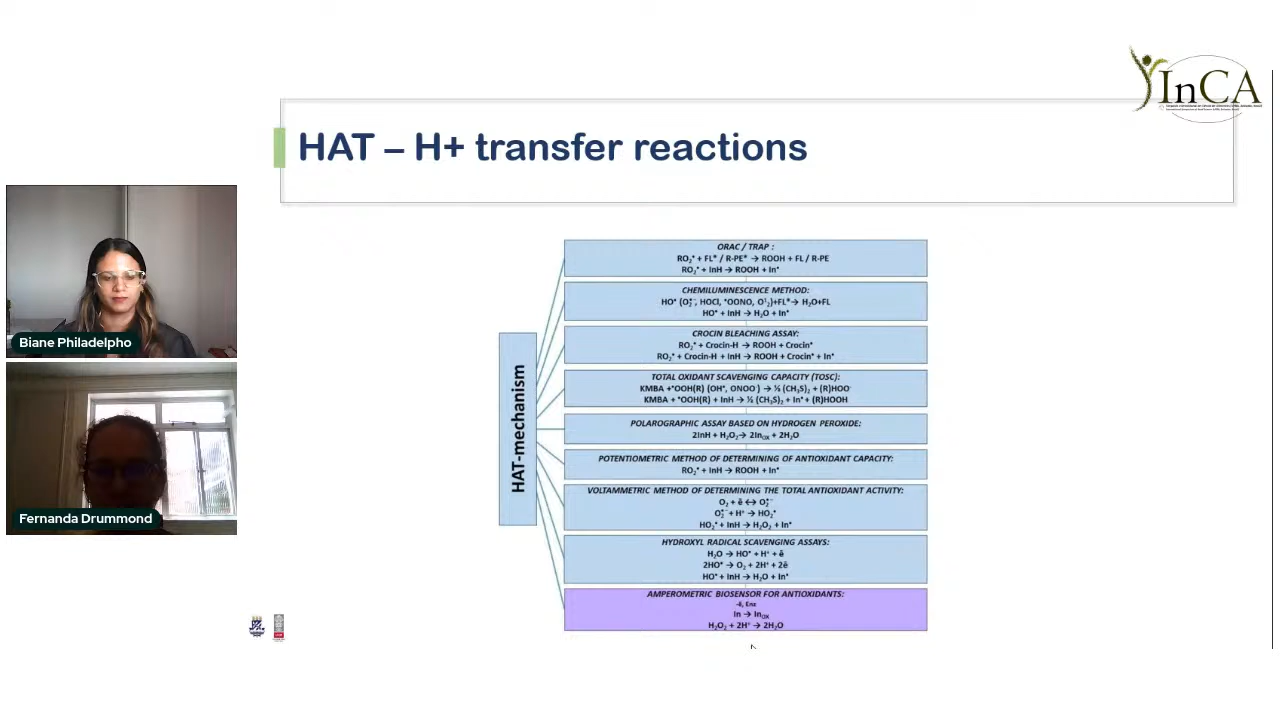 InCA
HAT – H+ transfer reactions
Biane Philadelpho
Fernanda Drummond
HAT-mechanism
ORAC / TRAP :
RO₂• + FL* / R-PE* → ROOH + FL / R-PE
RO₂• + InH → ROOH + In•
CHEMILUMINESCENCE METHOD:
HO• (O₂•⁻, HOCl, •OONO, O¹₂)+FL*→ H₂O+FL
HO• + InH → H₂O + In•
CROCIN BLEACHING ASSAY:
RO₂• + Crocin-H → ROOH + Crocin•
RO₂• + Crocin-H + InH → ROOH + Crocin• + In•
TOTAL OXIDANT SCAVENGING CAPACITY (TOSC):
KMBA +•OOH(R) (OH•, ONOO⁻) → ½ (CH₃S)₂ + (R)HOO⁻
KMBA + •OOH(R) + InH → ½ (CH₃S)₂ + In• + (R)HOOH
POLAROGRAPHIC ASSAY BASED ON HYDROGEN PEROXIDE:
2InH + H₂O₂→ 2Inₒₓ + 2H₂O
POTENTIOMETRIC METHOD OF DETERMINING OF ANTIOXIDANT CAPACITY:
RO₂• + InH → ROOH + In•
VOLTAMMETRIC METHOD OF DETERMINING THE TOTAL ANTIOXIDANT ACTIVITY:
O₂ + ē ↔ O₂•⁻
O₂•⁻ + H⁺ → HO₂•
HO₂• + InH → H₂O₂ + In•
HYDROXYL RADICAL SCAVENGING ASSAYS:
H₂O → HO• + H⁺ + ē
2HO• → O₂ + 2H⁺ + 2ē
HO• + InH → H₂O + In•
AMPEROMETRIC BIOSENSOR FOR ANTIOXIDANTS:
-ē, Enz
In → Inₒₓ
H₂O₂ + 2H⁺ → 2H₂O